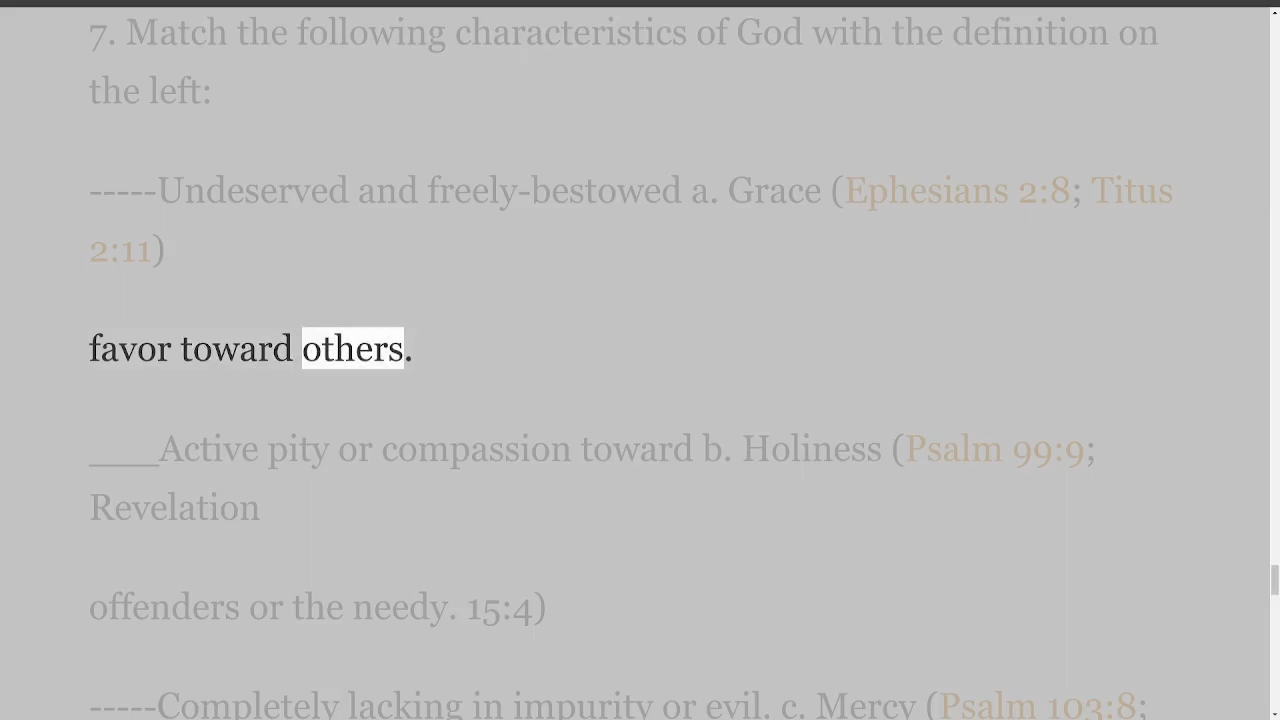 7. Match the following characteristics of God with the definition on
the left:
-----Undeserved and freely-bestowed a. Grace (Ephesians 2:8; Titus
2:11)
favor toward others.
___Active pity or compassion toward b. Holiness (Psalm 99:9;
Revelation
offenders or the needy. 15:4)
-----Completely lacking in impurity or evil. c. Mercy (Psalm 103:8;